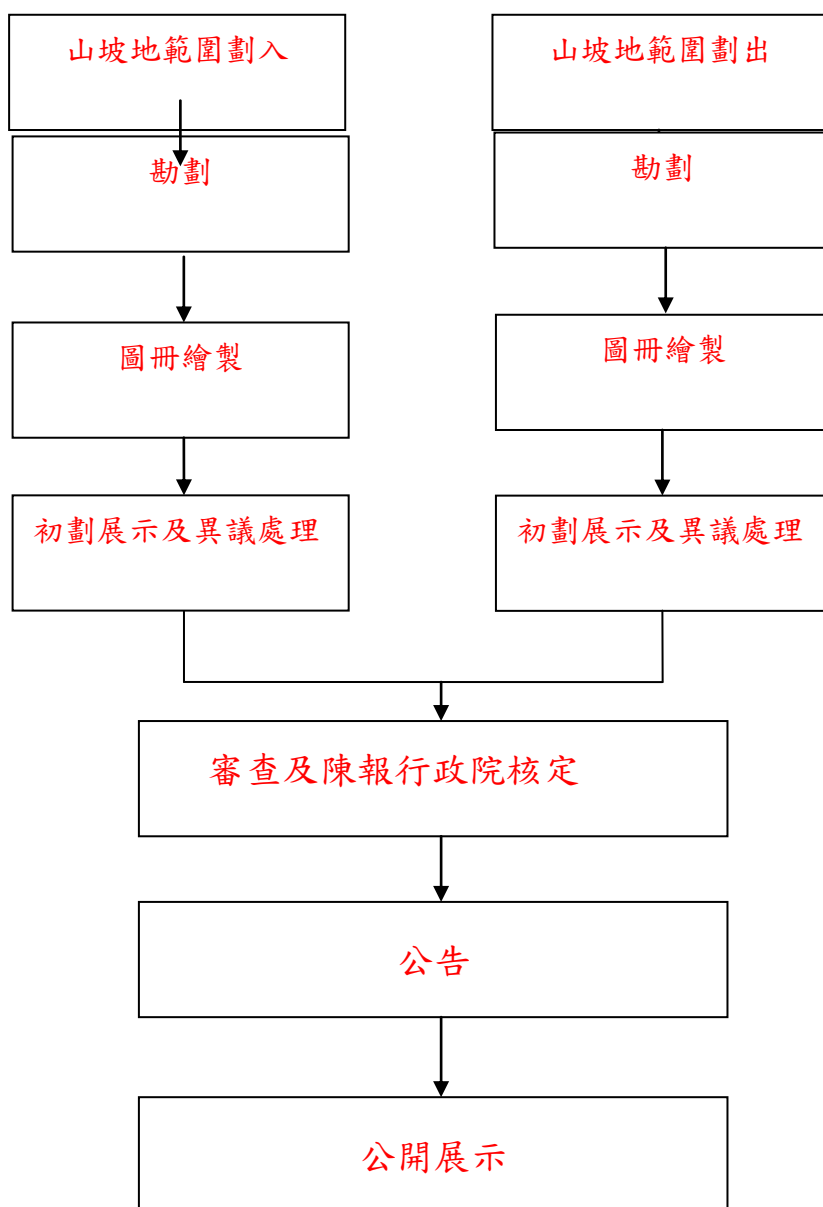 山坡地範圍劃入
山坡地範圍劃出
勘劃
勘劃
圖冊繪製
圖冊繪製
初劃展示及異議處理
初劃展示及異議處理
審查及陳報行政院核定
公告
公開展示